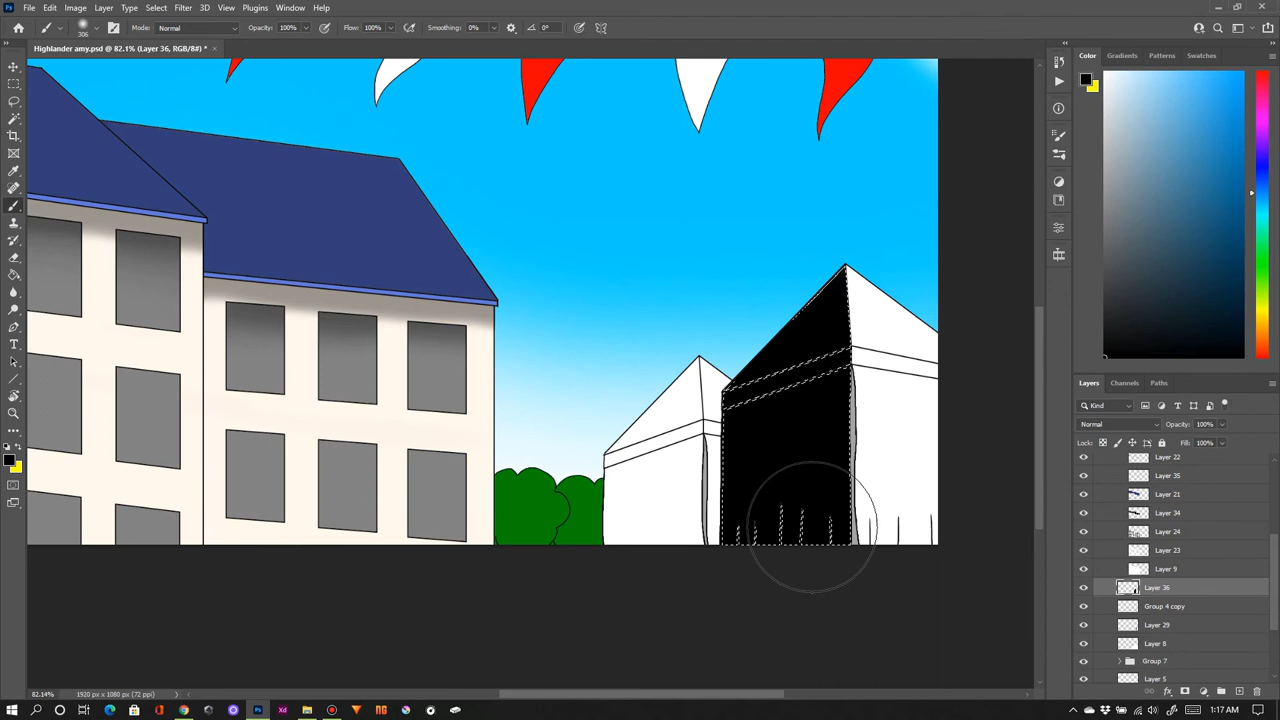 File Edit Image Layer Type Select Filter 3D View Plugins Window Help
306 Mode: Normal Opacity: 100% Flow: 100% Smoothing: 0% 0°
Highlander amy.psd @ 82.1% (Layer 36, RGB/8#) *
Color Gradients Patterns Swatches
Layers Channels Paths
Kind
Normal Opacity: 100%
Lock: Fill: 100%
Layer 22
Layer 35
Layer 21
Layer 34
Layer 24
Layer 23
Layer 9
Layer 36
Group 4 copy
Layer 29
Layer 8
Group 7
Layer 5
82.14% 1920 px x 1080 px (72 ppi)
1:17 AM